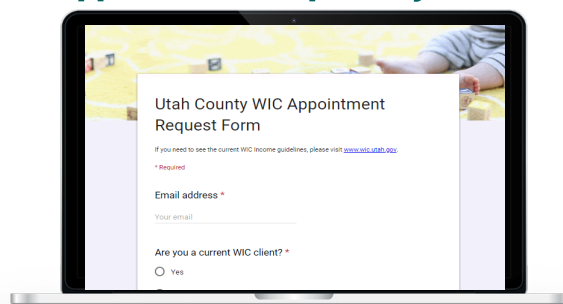 Utah County WIC Appointment
Request Form
If you need to see the current WIC Income guidelines, please visit www.wic.utah.gov.
* Required
Email address *
Your email
Are you a current WIC client? *
Yes